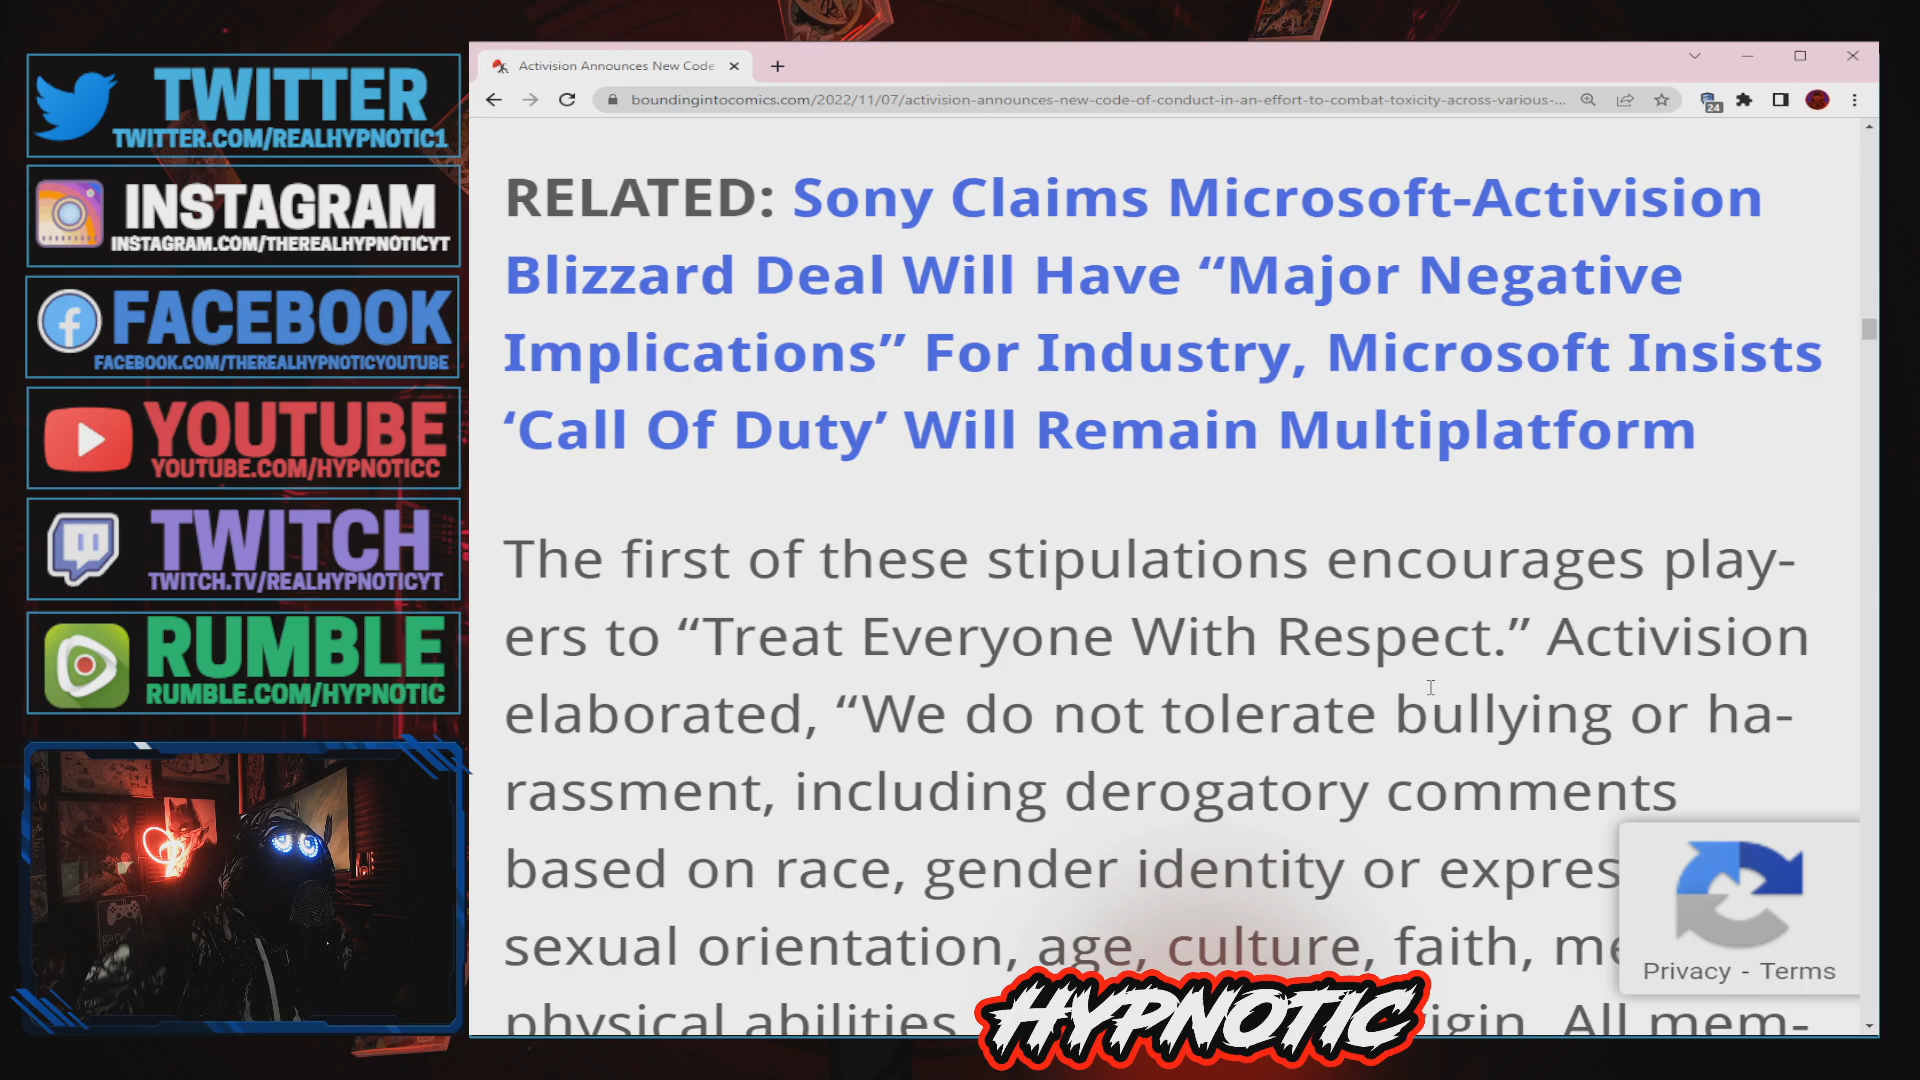 TWITTER
TWITTER.COM/REALHYPNOTIC1
INSTAGRAM
INSTAGRAM.COM/THEREALHYPNOTICYT
FACEBOOK
FACEBOOK.COM/THEREALHYPNOTICYOUTUBE
YOUTUBE
YOUTUBE.COM/HYPNOTICC
TWITCH
TWITCH.TV/REALHYPNOTICYT
RUMBLE
RUMBLE.COM/HYPNOTIC
Activision Announces New Code
boundingintocomics.com/2022/11/07/activision-announces-new-code-of-conduct-in-an-effort-to-combat-toxicity-across-various-...
24
RELATED: Sony Claims Microsoft-Activision
Blizzard Deal Will Have “Major Negative
Implications” For Industry, Microsoft Insists
‘Call Of Duty’ Will Remain Multiplatform
The first of these stipulations encourages play-
ers to “Treat Everyone With Respect.” Activision
elaborated, “We do not tolerate bullying or ha-
rassment, including derogatory comments
based on race, gender identity or expres
sexual orientation, age, culture, faith, me
physical abilities igin. All mem-
Privacy - Terms
HYPNOTIC